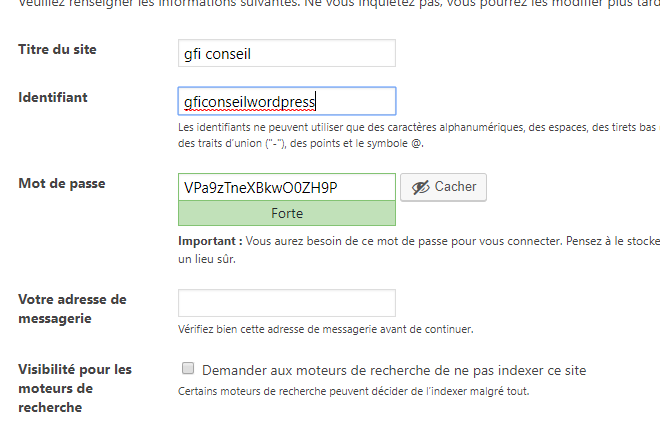 Veuillez renseigner les informations suivantes. Ne vous inquiétez pas, vous pourrez les modifier plus tard
Titre du site
gfi conseil
Identifiant
gficonseilwordpress
Les identifiants ne peuvent utiliser que des caractères alphanumériques, des espaces, des tirets bas
des traits d'union ("-"), des points et le symbole @.
Mot de passe
VPa9zTneXBkwO0ZH9P
Cacher
Forte
Important : Vous aurez besoin de ce mot de passe pour vous connecter. Pensez à le stocke
un lieu sûr.
Votre adresse de
messagerie
Vérifiez bien cette adresse de messagerie avant de continuer.
Visibilité pour les
moteurs de
recherche
Demander aux moteurs de recherche de ne pas indexer ce site
Certains moteurs de recherche peuvent décider de l'indexer malgré tout.